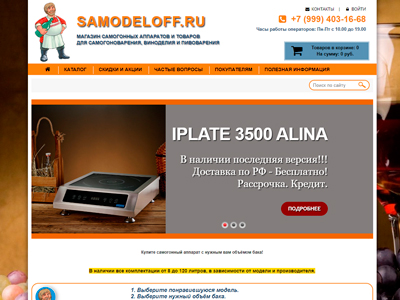 КОНТАКТЫ | ВОЙТИ
SAMODELOFF.RU
МАГАЗИН САМОГОННЫХ АППАРАТОВ И ТОВАРОВ
ДЛЯ САМОГОНОВАРЕНИЯ, ВИНОДЕЛИЯ И ПИВОВАРЕНИЯ
+7 (999) 403-16-68
Часы работы операторов: Пн-Пт с 10.00 до 19.00
Товаров в корзине: 0
На сумму: 0 руб.
КАТАЛОГ СКИДКИ И АКЦИИ ЧАСТЫЕ ВОПРОСЫ ПОКУПАТЕЛЯМ ПОЛЕЗНАЯ ИНФОРМАЦИЯ
Поиск по сайту
IPLATE 3500 ALINA
В наличии последняя версия!!!
Доставка по РФ - Бесплатно!
Рассрочка. Кредит.
Купите самогонный аппарат с нужным вам объёмом бака!
В наличии все комплектации от 8 до 120 литров, в зависимости от модели и производителя.
1. Выберите понравившуюся модель.
2. Выберите нужный объём бака.